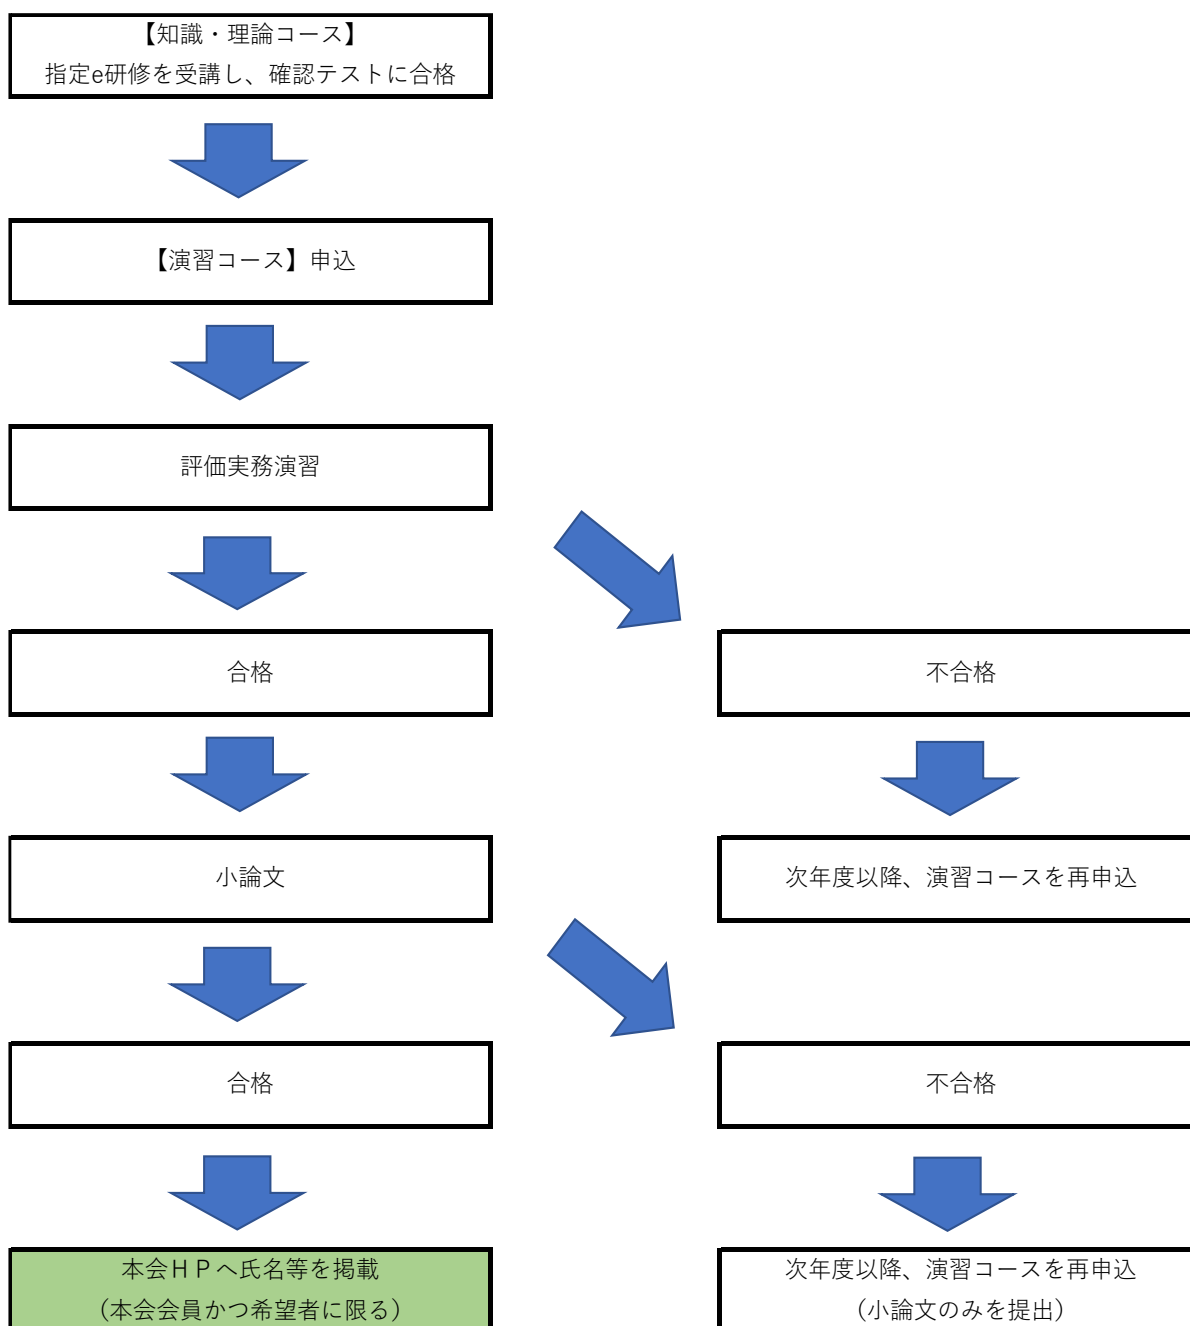 【知識・理論コース】
指定e研修を受講し、確認テストに合格
【演習コース】申込
評価実務演習
合格
不合格
小論文
次年度以降、演習コースを再申込
合格
不合格
本会ＨＰへ氏名等を掲載
（本会会員かつ希望者に限る）
次年度以降、演習コースを再申込
（小論文のみを提出）